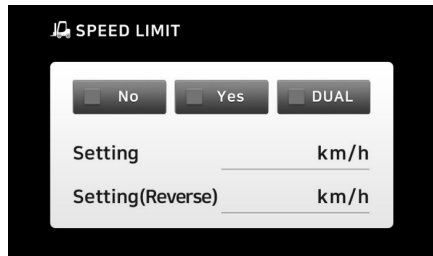 SPEED LIMIT
No Yes DUAL
Setting km/h
Setting(Reverse) km/h